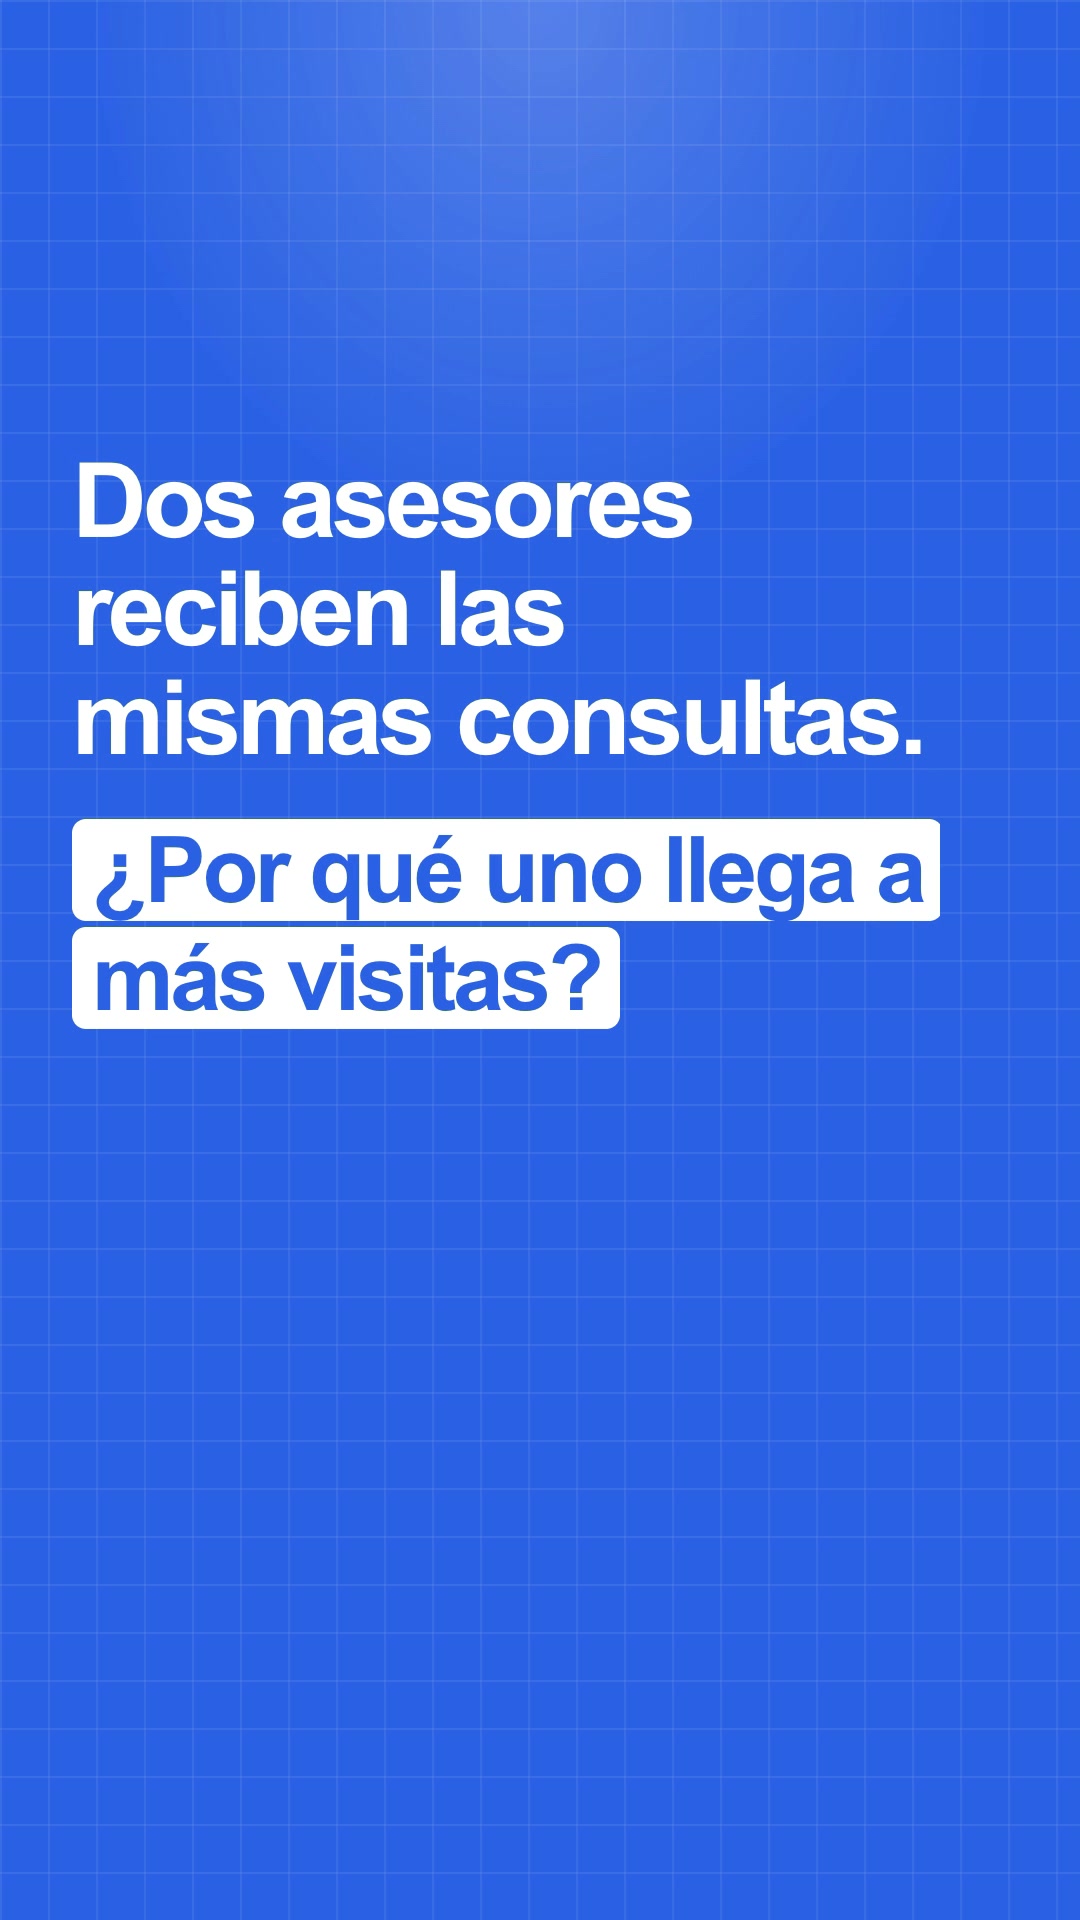 Dos asesores
reciben las
mismas consultas.
¿Por qué uno llega a
más visitas?